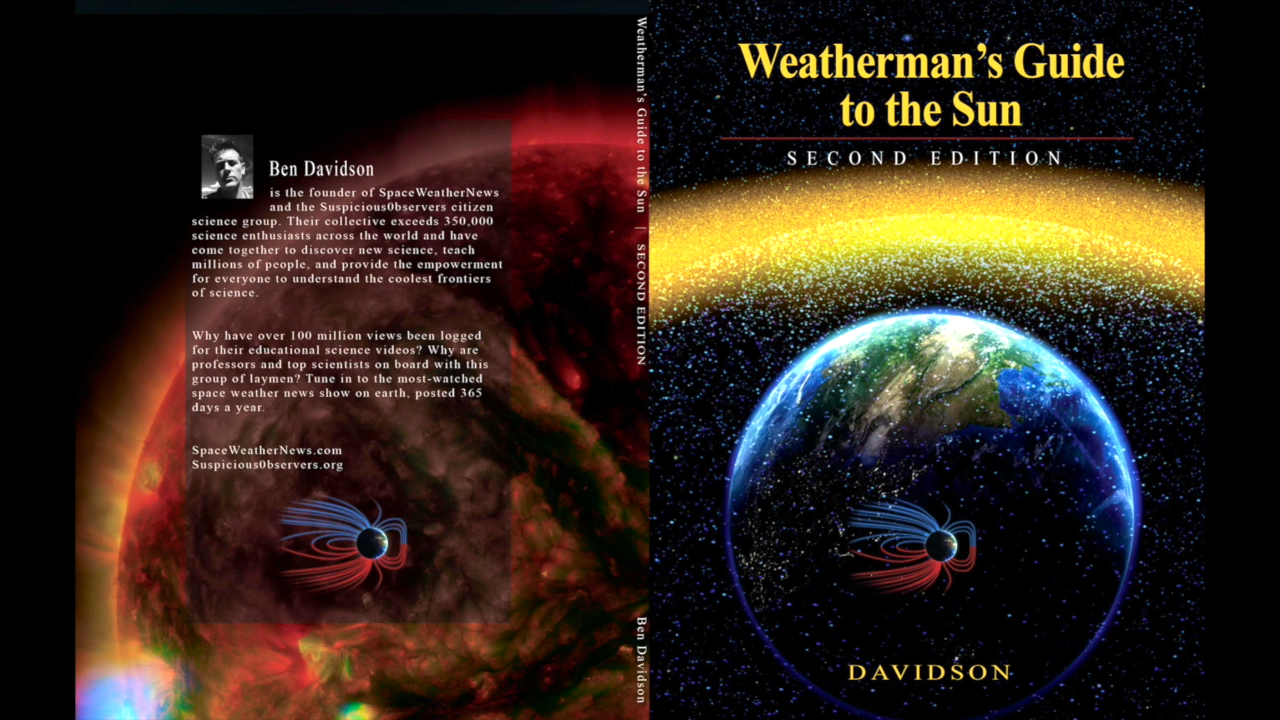 Ben Davidson
is the founder of SpaceWeatherNews
and the Suspicious0bservers citizen
science group. Their collective exceeds 350,000
science enthusiasts across the world and have
come together to discover new science, teach
millions of people, and provide the empowerment
for everyone to understand the coolest frontiers
of science.
Why have over 100 million views been logged
for their educational science videos? Why are
professors and top scientists on board with this
group of laymen? Tune in to the most-watched
space weather news show on earth, posted 365
days a year.
SpaceWeatherNews.com
Suspicious0bservers.org
Weatherman's Guide to the Sun | SECOND EDITION
Ben Davidson
Weatherman's Guide
to the Sun
SECOND EDITION
DAVIDSON